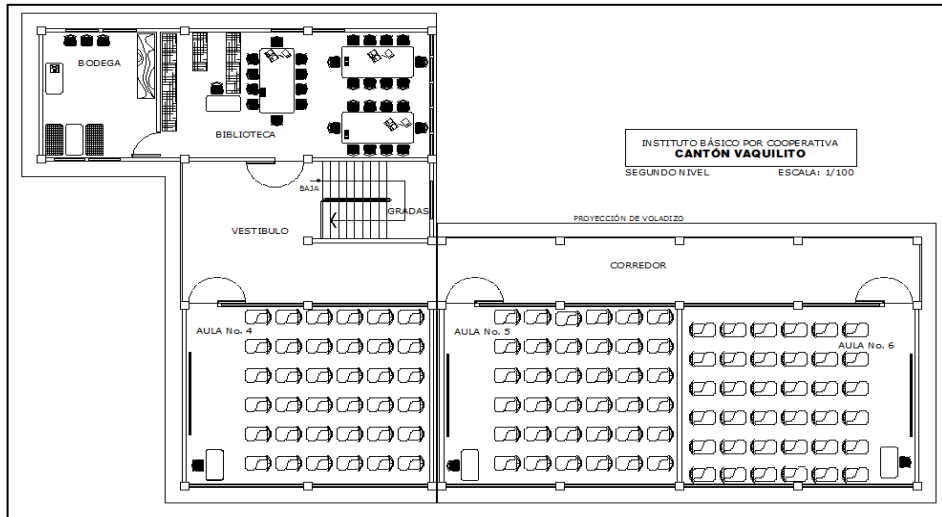 BODEGA
BIBLIOTECA
INSTITUTO BÁSICO POR COOPERATIVA
CANTÓN VAQUILITO
SEGUNDO NIVEL ESCALA: 1/100
BAJA
GRADAS
VESTIBULO
PROYECCIÓN DE VOLADIZO
CORREDOR
AULA No. 4
AULA No. 5
AULA No. 6